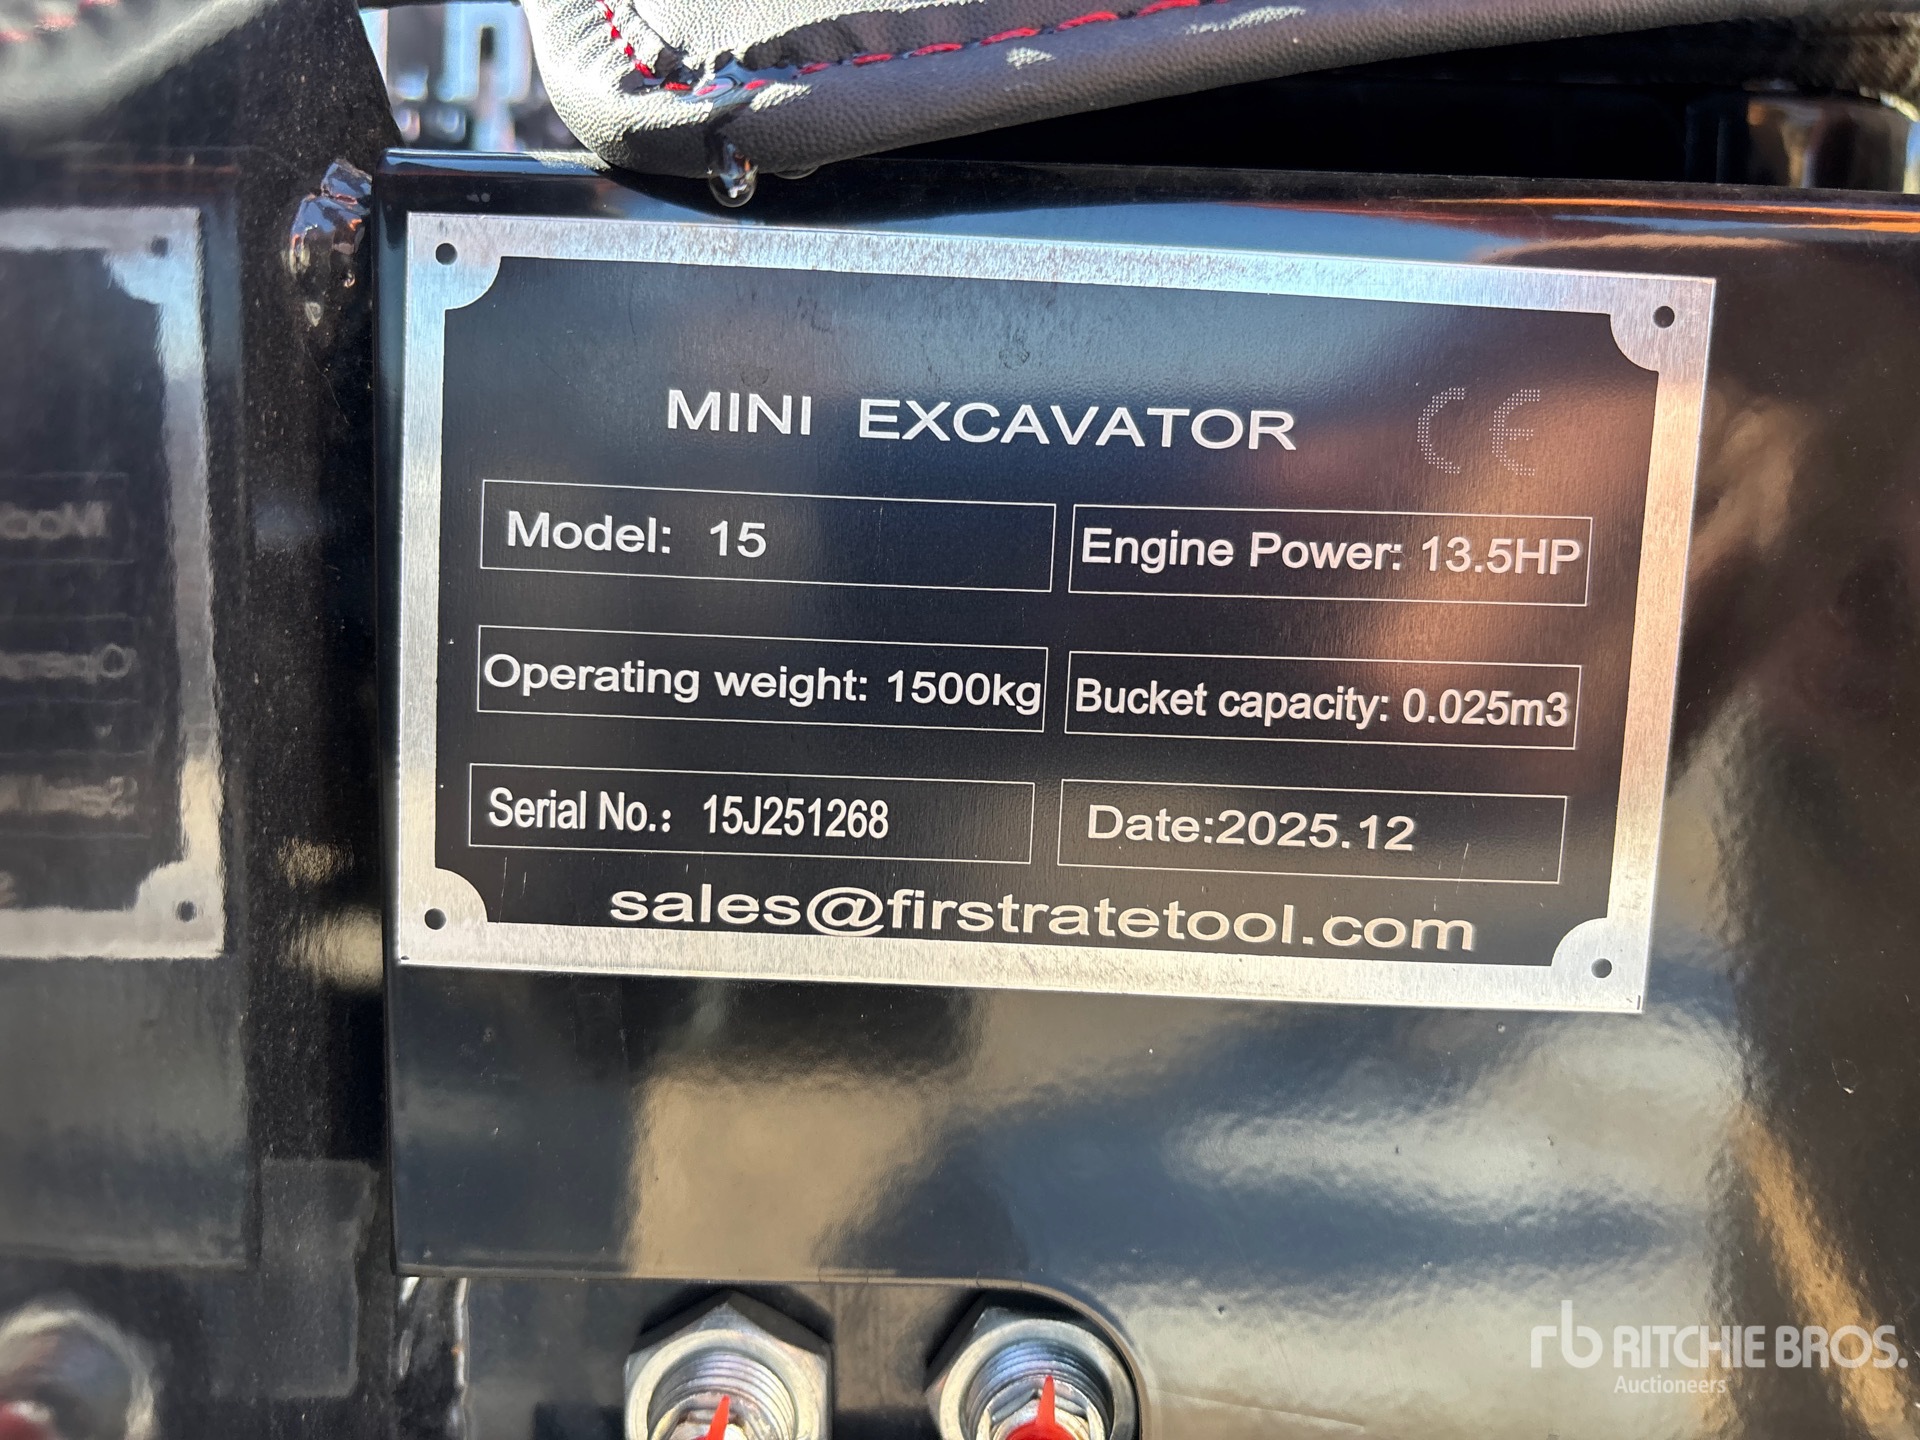 MINI EXCAVATOR CE
Model: 15
Engine Power: 13.5HP
Operating weight: 1500kg
Bucket capacity: 0.025m3
Serial No.: 15J251268
Date:2025.12
sales@firstratetool.com
rb RITCHIE BROS.
Auctioneers